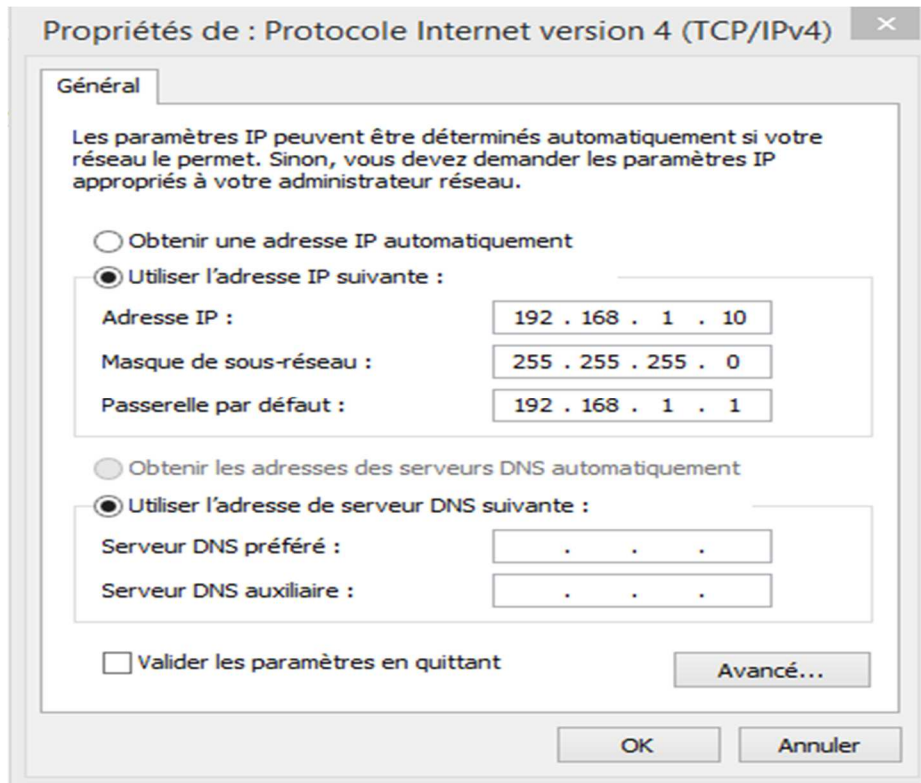 Propriétés de : Protocole Internet version 4 (TCP/IPv4)
Général
Les paramètres IP peuvent être déterminés automatiquement si votre
réseau le permet. Sinon, vous devez demander les paramètres IP
appropriés à votre administrateur réseau.
Obtenir une adresse IP automatiquement
Utiliser l'adresse IP suivante :
Adresse IP : 192 . 168 . 1 . 10
Masque de sous-réseau : 255 . 255 . 255 . 0
Passerelle par défaut : 192 . 168 . 1 . 1
Obtenir les adresses des serveurs DNS automatiquement
Utiliser l'adresse de serveur DNS suivante :
Serveur DNS préféré : . . .
Serveur DNS auxiliaire : . . .
Valider les paramètres en quittant
Avancé...
OK Annuler